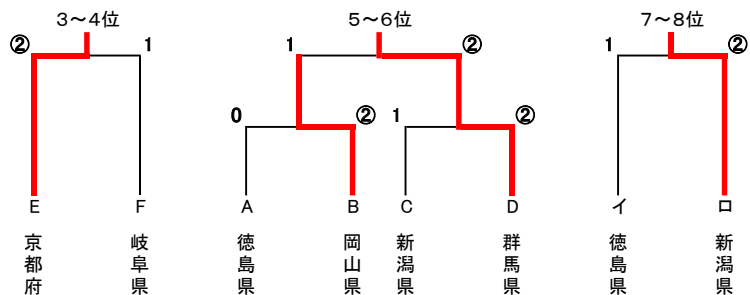 3～4位 5～6位 7～8位
② 1 1 ② 1 ②
0 ② 1 ②
E F A B C D イ ロ
京都府 岐阜県 徳島県 岡山県 新潟県 群馬県 徳島県 新潟県